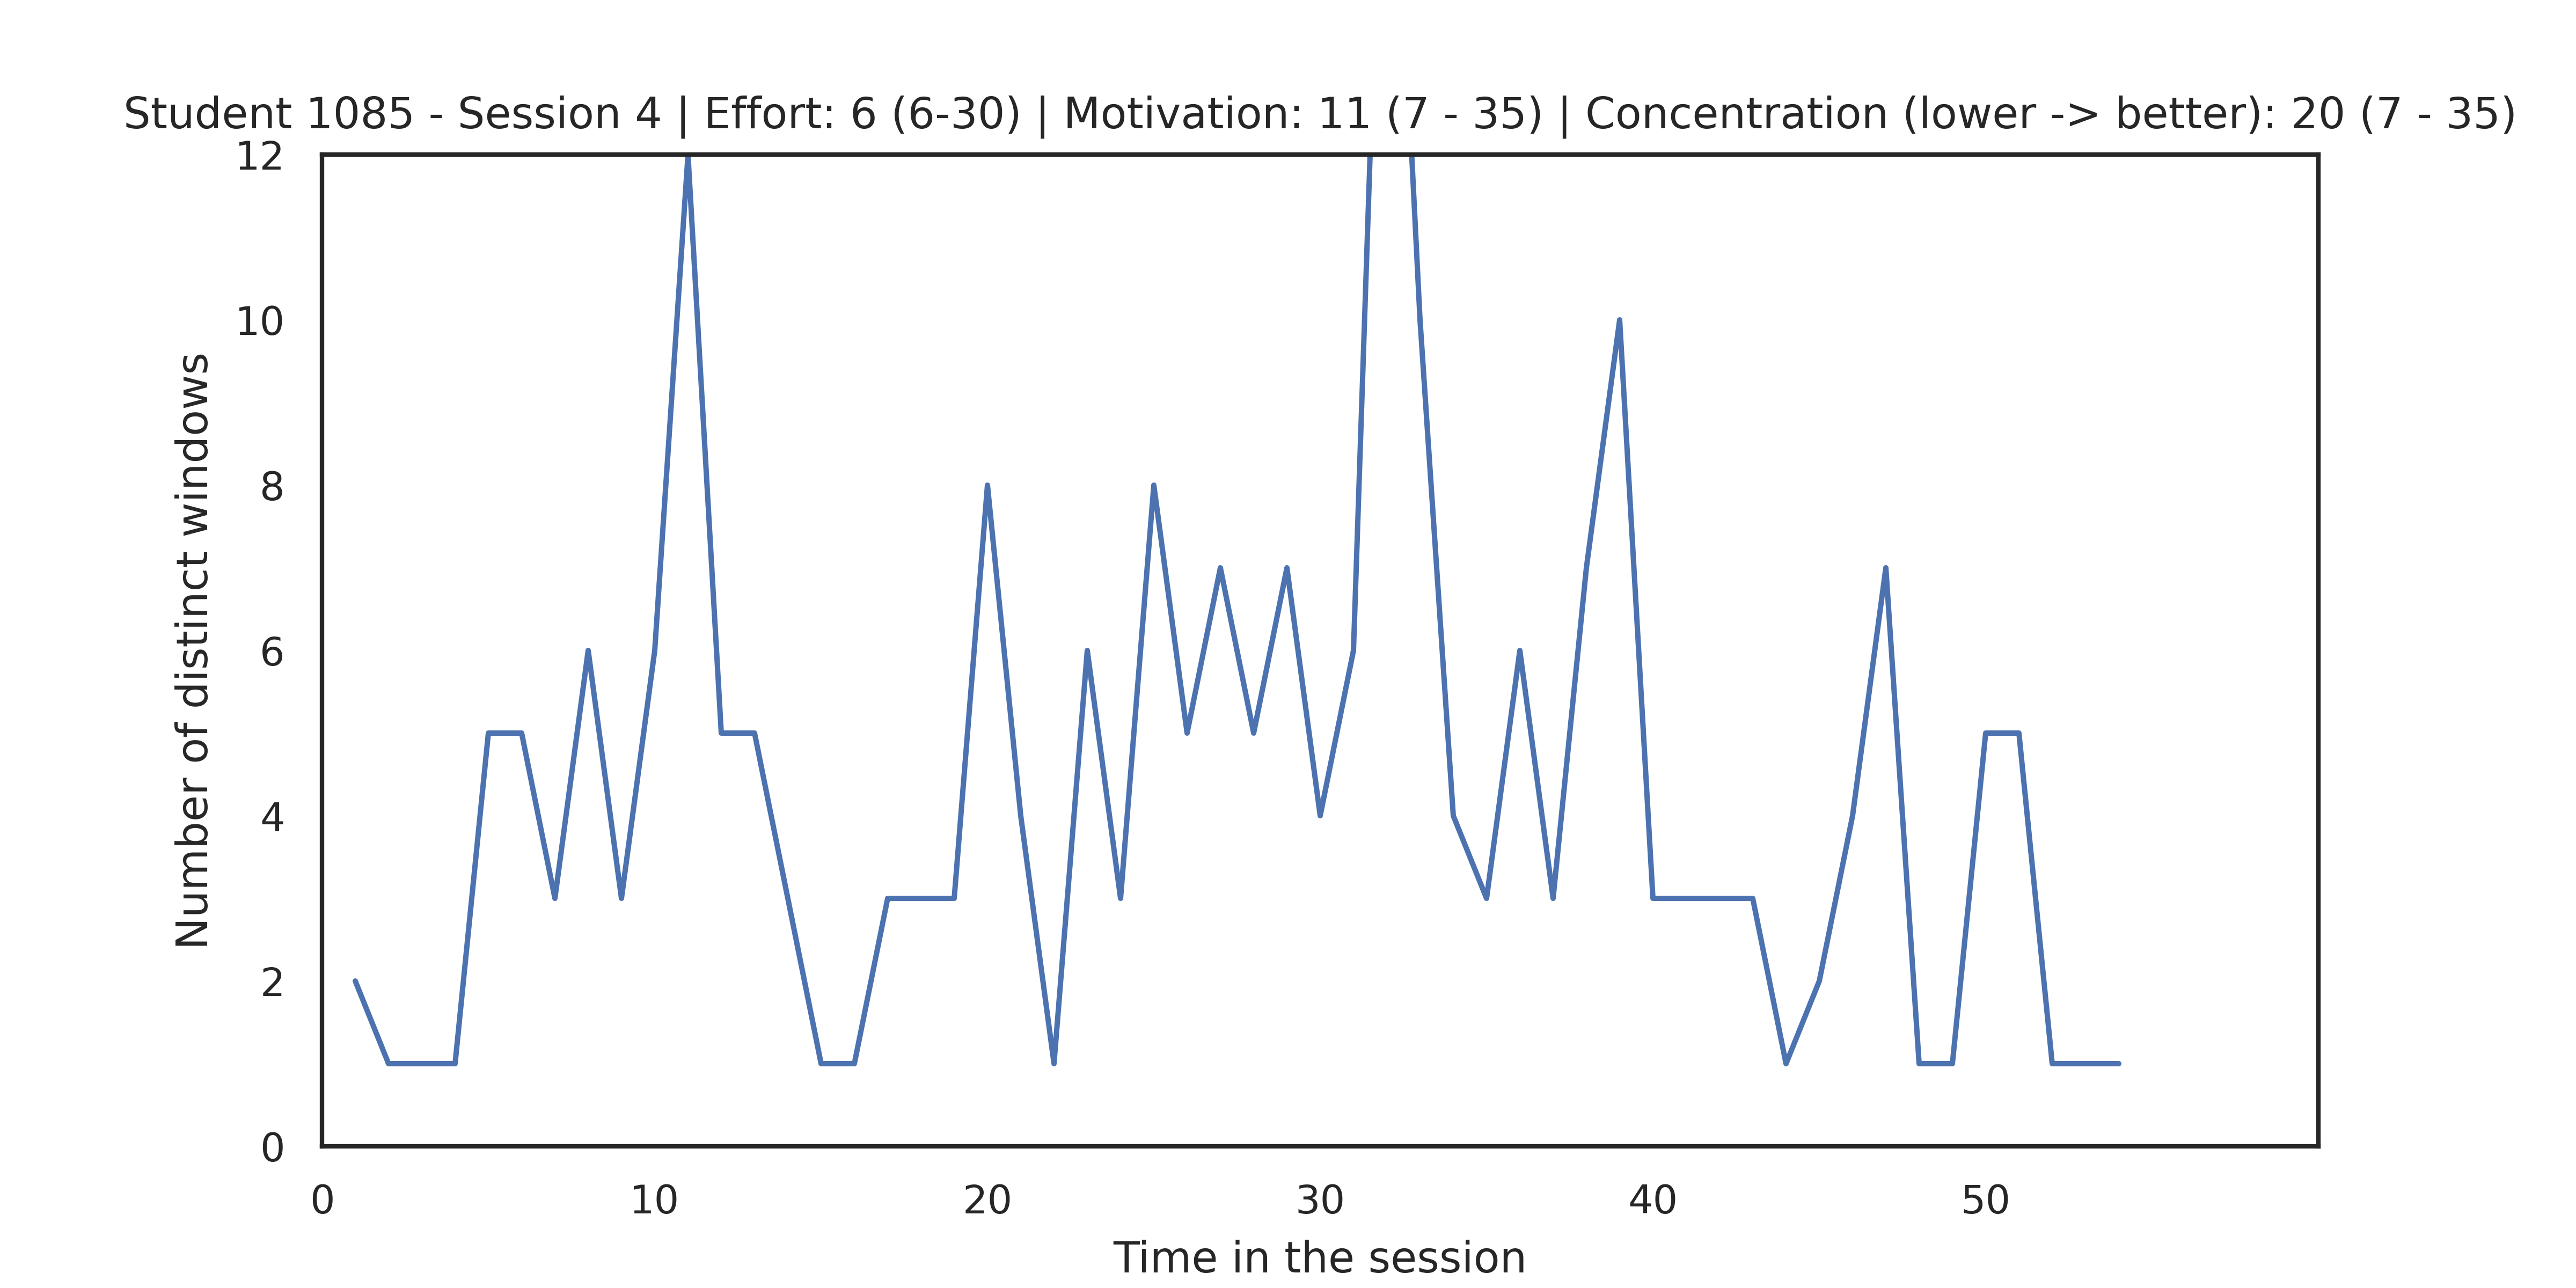 Student 1085 - Session 4 | Effort: 6 (6-30) | Motivation: 11 (7 - 35) | Concentration (lower -> better): 20 (7 - 35)
12
10
8
6
4
2
0
Number of distinct windows
0 10 20 30 40 50
Time in the session